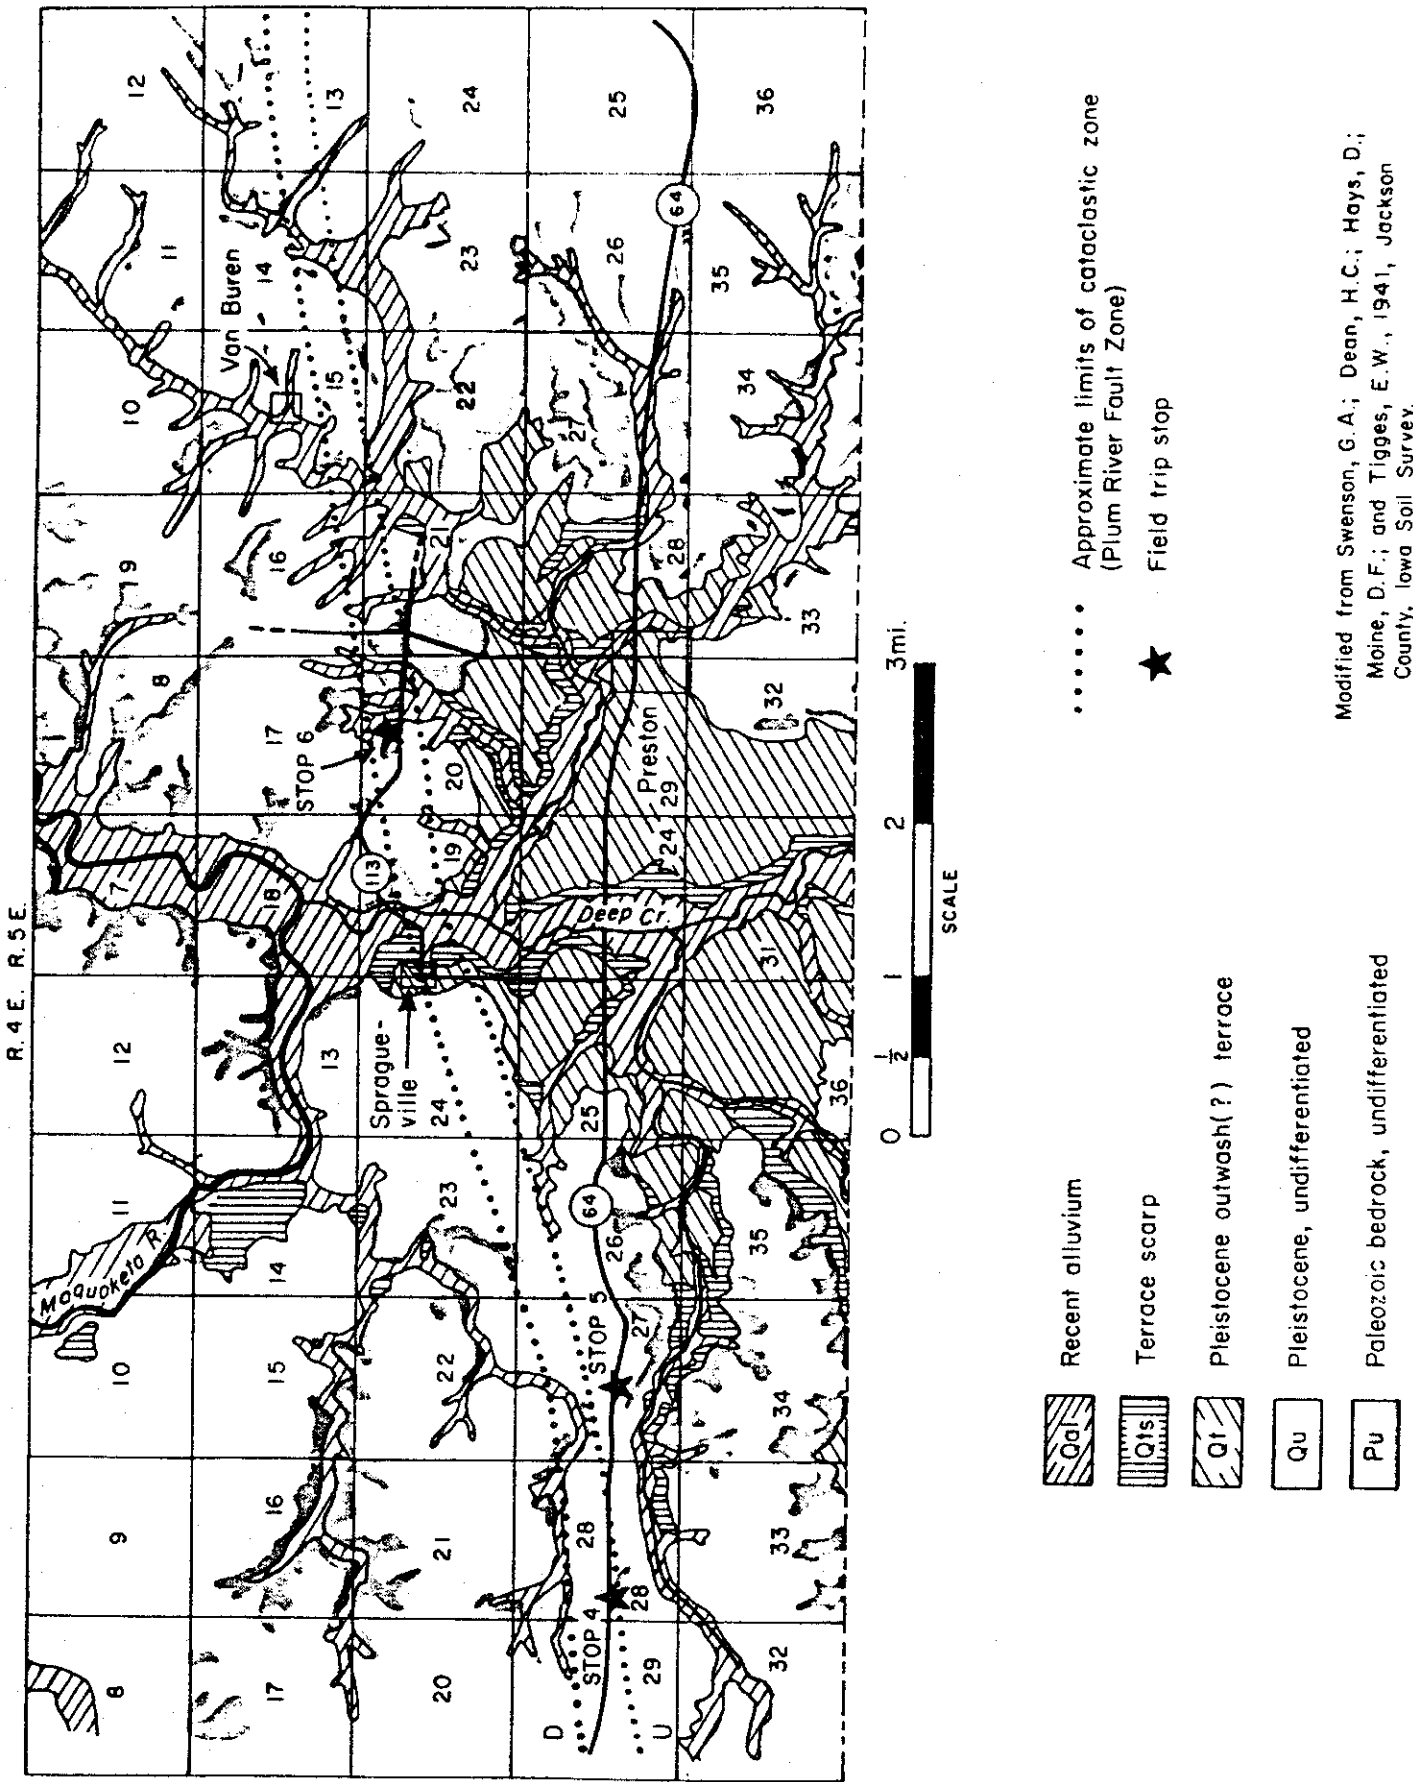 R. 4 E. R. 5 E.
8
9
10
11
12
7
8
9
10
11
12
Maquoketa R.
17
16
15
14
13
18
17
16
15
14
13
STOP 6
Van Buren
113
20
21
22
23
24
19
20
21
22
23
24
Sprague-
ville
D
U
STOP 4
STOP 5
64
28
28
29
27
26
25
24
29
Preston
Deep Cr.
27
28
26
25
64
32
33
34
35
36
31
32
33
34
35
36
0
½
1
2
3mi.
SCALE
Qal
Recent alluvium
Qts
Terrace scarp
Qt
Pleistocene outwash(?) terrace
Qu
Pleistocene, undifferentiated
Pu
Paleozoic bedrock, undifferentiated
Approximate limits of cataclastic zone
(Plum River Fault Zone)
Field trip stop
Modified from Swenson, G.A.; Dean, H.C.; Hays, D.;
Moine, D.F.; and Tigges, E.W., 1941, Jackson
County, Iowa Soil Survey.